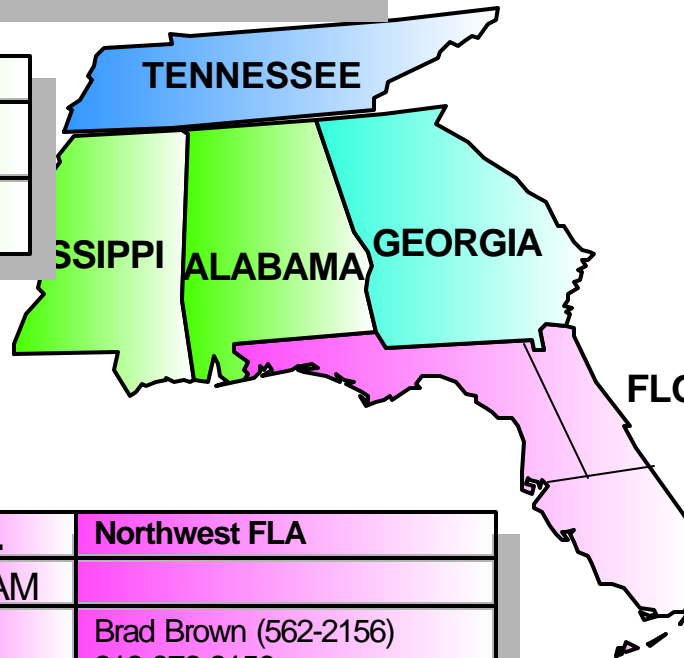 TENNESSEE
SSIPPI
ALABAMA
GEORGIA
FLO
Northwest FLA
AM
Brad Brown (562-2156)